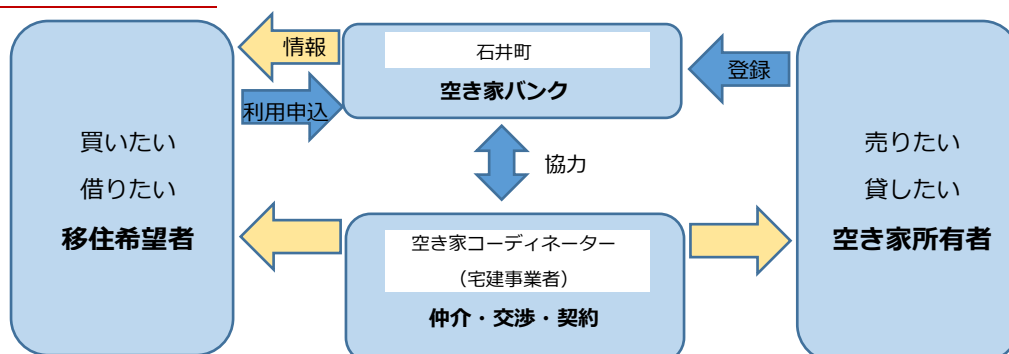 情報
石井町
空き家バンク
登録
利用申込
買いたい
借りたい
移住希望者
協力
売りたい
貸したい
空き家所有者
空き家コーディネーター
（宅建事業者）
仲介・交渉・契約